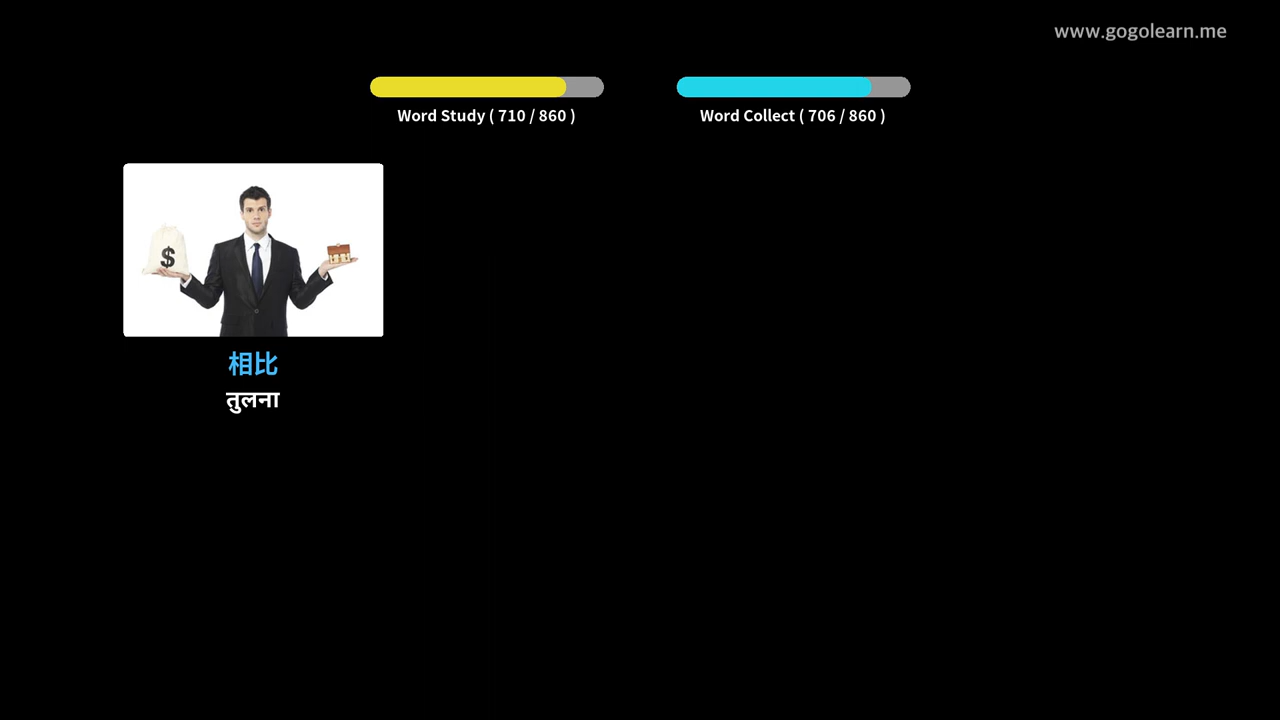 www.gogolearn.me
Word Study ( 710 / 860 )
Word Collect ( 706 / 860 )
$
相比
तुलना